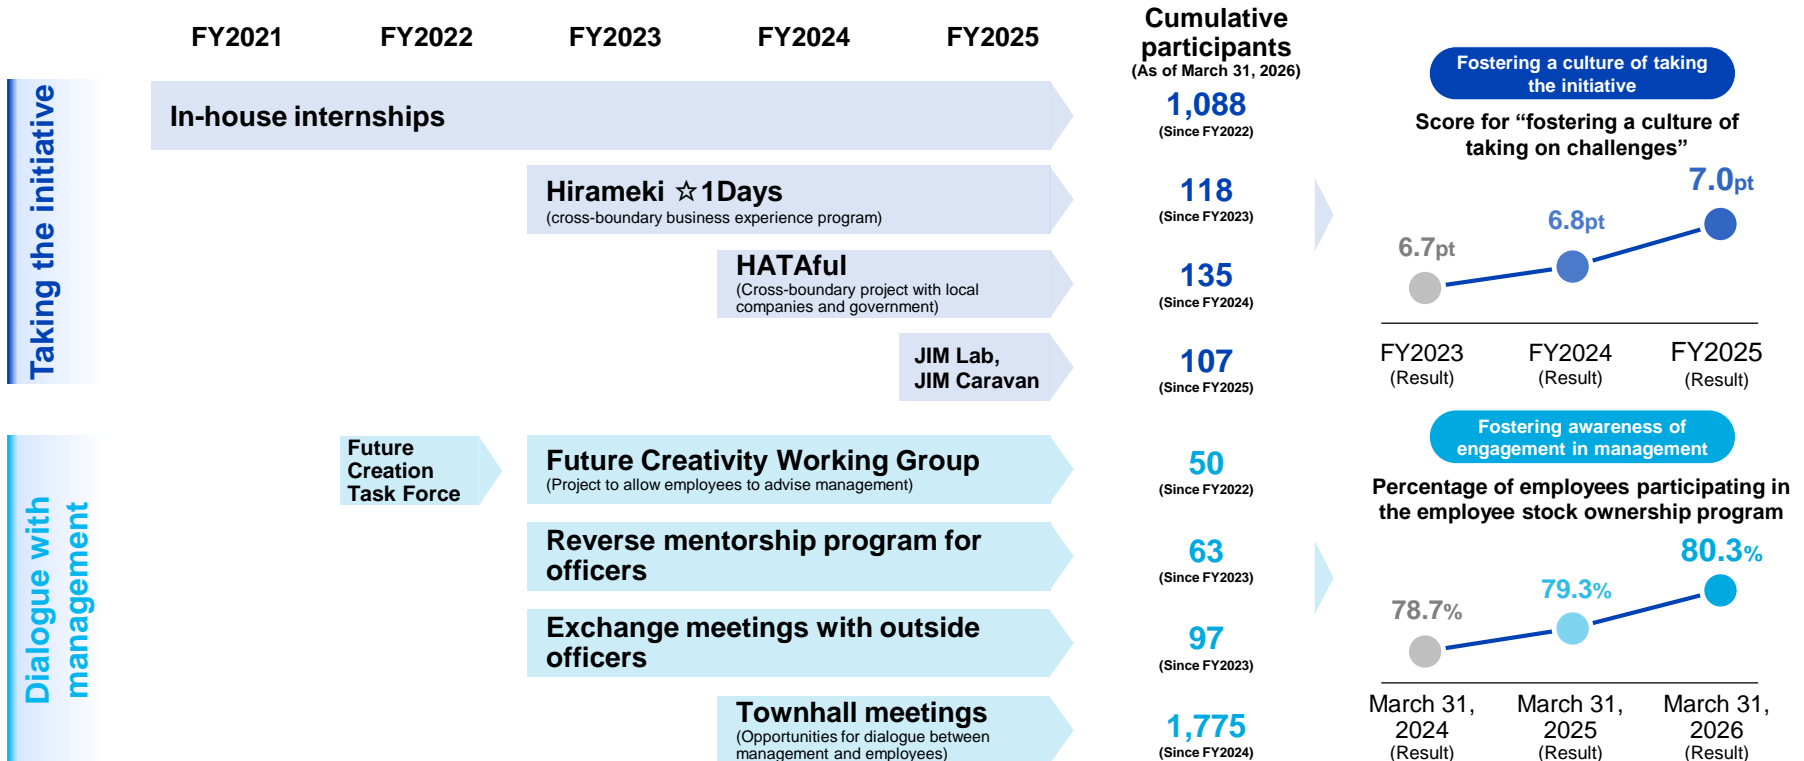 FY2021
FY2022
FY2023
FY2024
FY2025
Cumulative
participants
(As of March 31, 2026)
Taking the initiative
In-house internships
1,088
(Since FY2022)
Hirameki ☆1Days
(cross-boundary business experience program)
118
(Since FY2023)
HATAful
(Cross-boundary project with local
companies and government)
135
(Since FY2024)
JIM Lab,
JIM Caravan
107
(Since FY2025)
Fostering a culture of taking
the initiative
Score for “fostering a culture of
taking on challenges”
6.7pt
6.8pt
7.0pt
FY2023
(Result)
FY2024
(Result)
FY2025
(Result)
Dialogue with
management
Future
Creation
Task Force
Future Creativity Working Group
(Project to allow employees to advise management)
50
(Since FY2022)
Reverse mentorship program for
officers
63
(Since FY2023)
Exchange meetings with outside
officers
97
(Since FY2023)
Townhall meetings
(Opportunities for dialogue between
management and employees)
1,775
(Since FY2024)
Fostering awareness of
engagement in management
Percentage of employees participating in
the employee stock ownership program
78.7%
79.3%
80.3%
March 31,
2024
(Result)
March 31,
2025
(Result)
March 31,
2026
(Result)